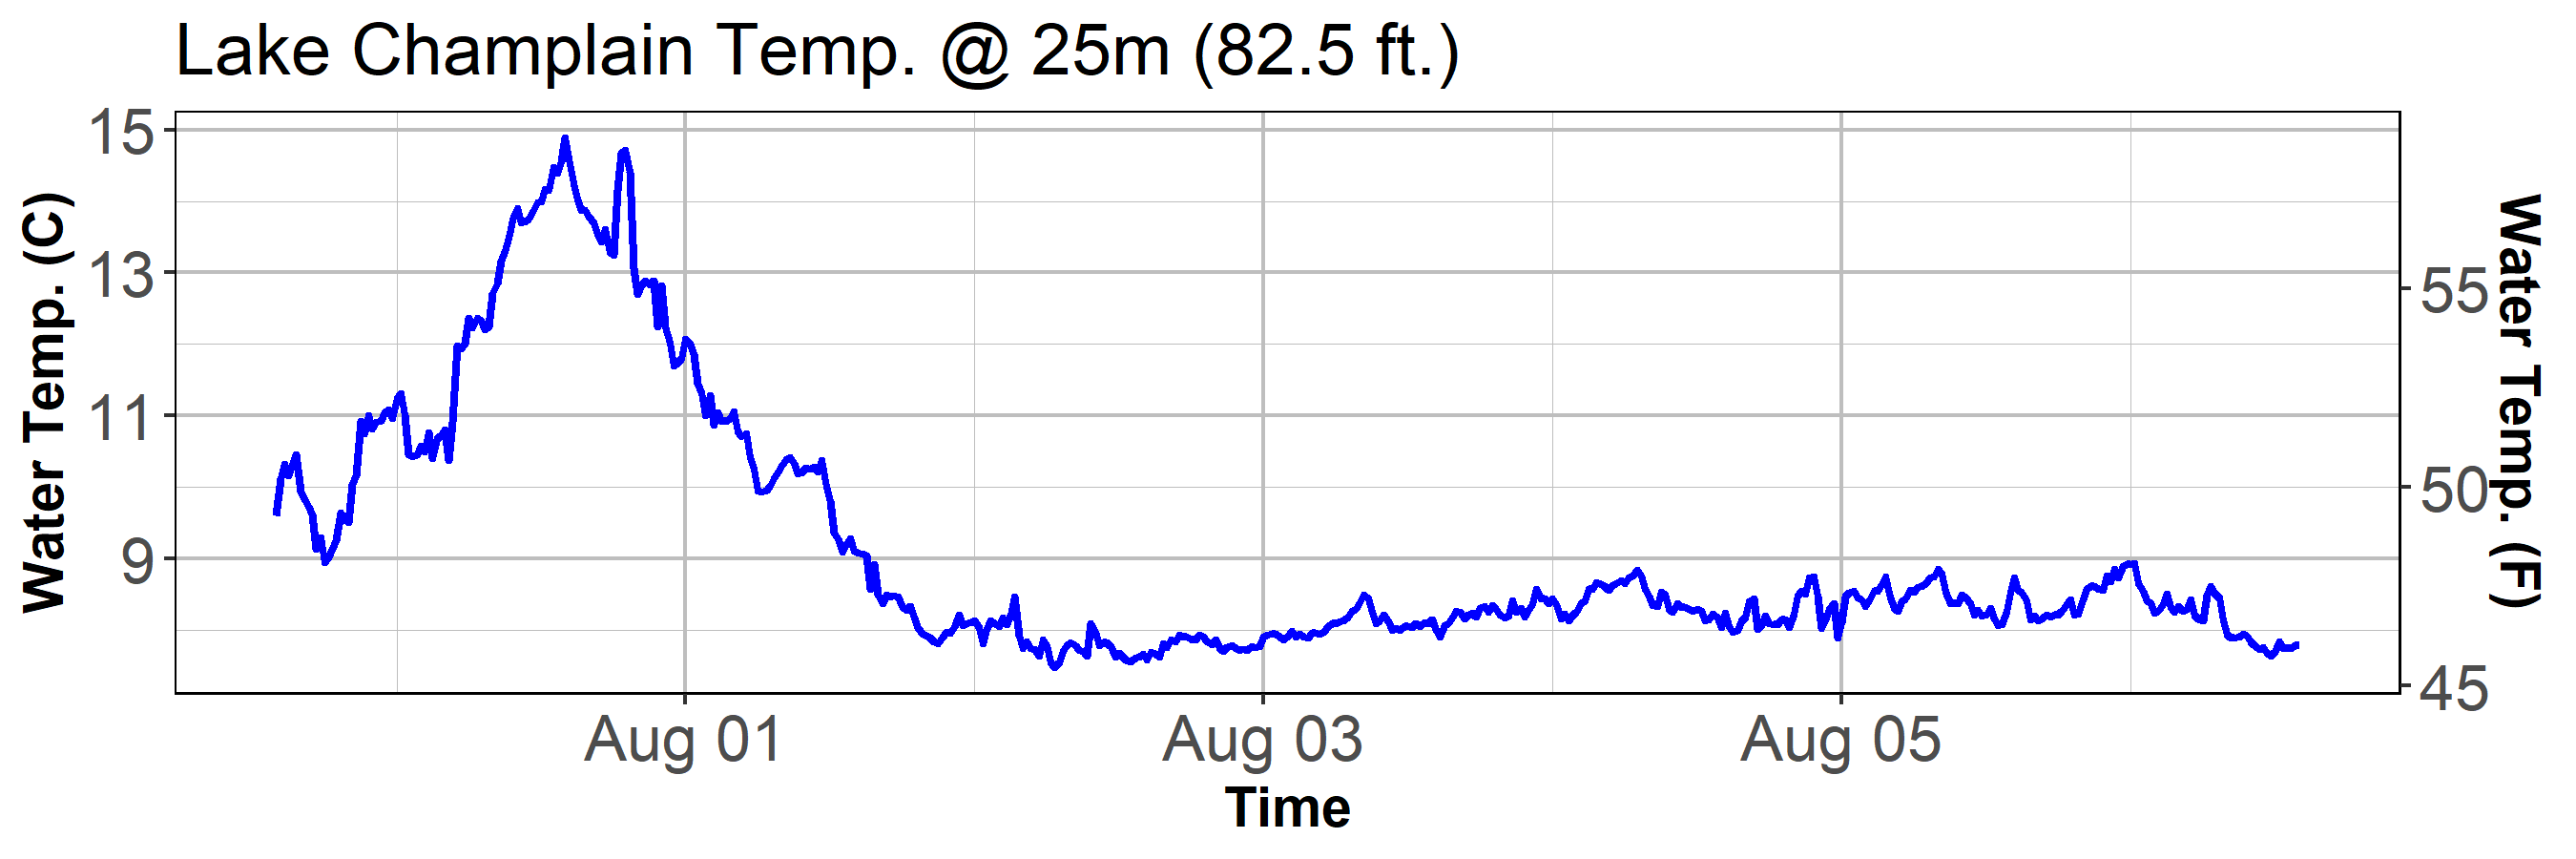 Lake Champlain Temp. @ 25m (82.5 ft.)
Water Temp. (C)
15
13
11
9
55
50
45
Water Temp. (F)
Aug 01
Aug 03
Aug 05
Time